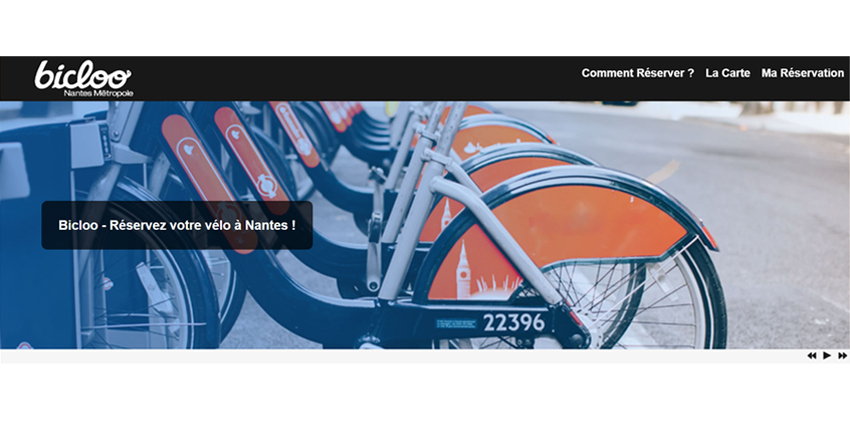 bicloo
Nantes Métropole
Comment Réserver ? La Carte Ma Réservation
Bicloo - Réservez votre vélo à Nantes !
22396